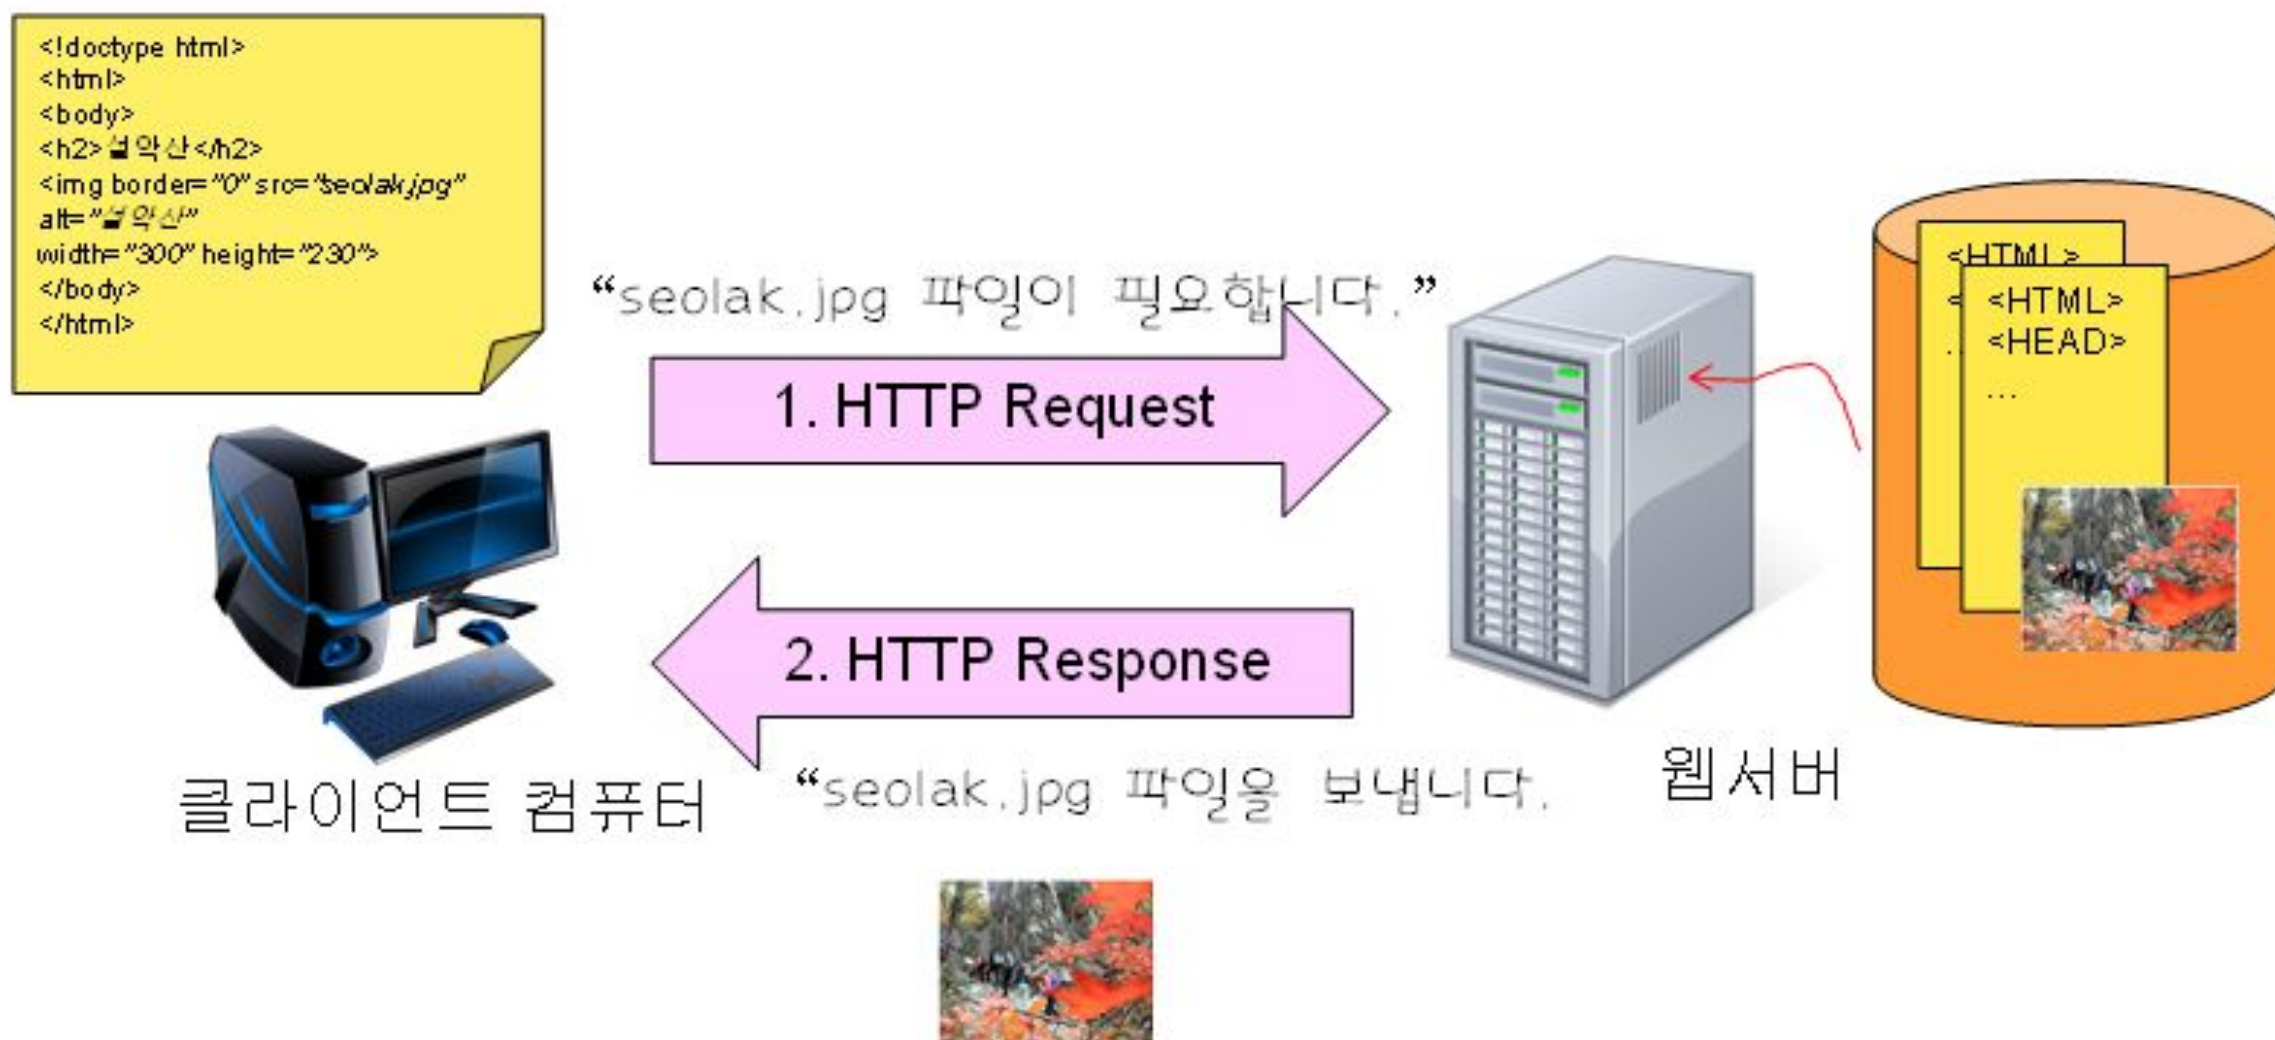 <!doctype html>
<html>
<body>
<h2>설악산</h2>
<img border="0" src="seolak.jpg"
alt="설악산"
width="300" height="230">
</body>
</html>
“seolak.jpg 파일이 필요합니다.”
1. HTTP Request
2. HTTP Response
“seolak.jpg 파일을 보냅니다.
클라이언트 컴퓨터
웹서버
<HTML>
<
..
<HTML>
<HEAD>
...